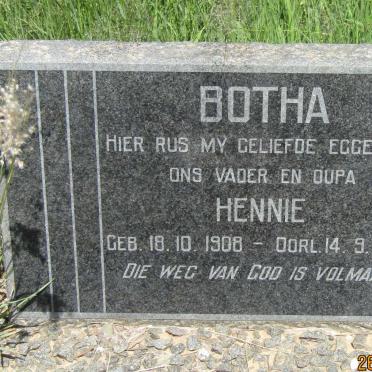 BOTHA
HIER RUS MY GELIEFDE EGGE
ONS VADER EN OUPA
HENNIE
GEB. 18.10.1908 - OORL. 14.9.
DIE WEG VAN GOD IS VOLMA
26